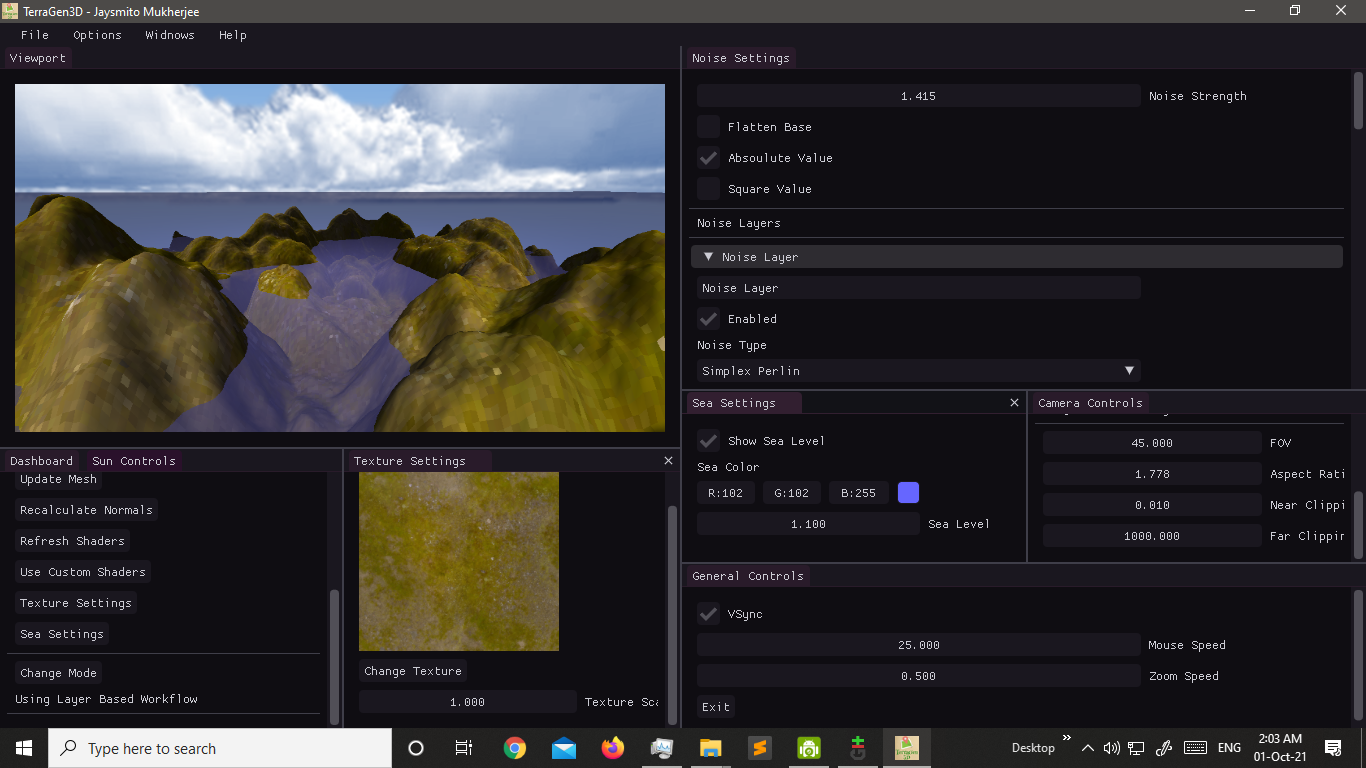 TerraGen3D - Jaysmito Mukherjee
File Options Widnows Help
Viewport
Noise Settings
1.415 Noise Strength
Flatten Base
Absoulute Value
Square Value
Noise Layers
Noise Layer
Noise Layer
Enabled
Noise Type
Simplex Perlin
Dashboard Sun Controls
Update Mesh
Recalculate Normals
Refresh Shaders
Use Custom Shaders
Texture Settings
Sea Settings
Change Mode
Using Layer Based Workflow
Texture Settings
Change Texture
1.000 Texture Sca
Sea Settings
Show Sea Level
Sea Color
R:102 G:102 B:255
1.100 Sea Level
Camera Controls
45.000 FOV
1.778 Aspect Rati
0.010 Near Clippi
1000.000 Far Clippin
General Controls
VSync
25.000 Mouse Speed
0.500 Zoom Speed
Exit
Type here to search
Desktop
ENG
2:03 AM
01-Oct-21